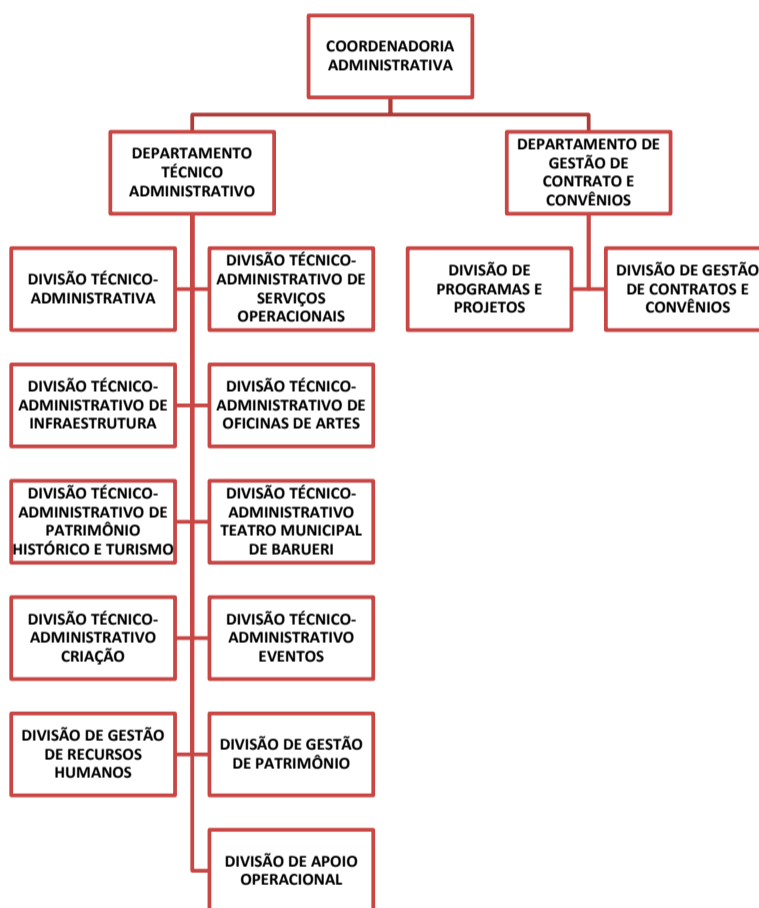 COORDENADORIA
ADMINISTRATIVA
DEPARTAMENTO
TÉCNICO
ADMINISTRATIVO
DEPARTAMENTO DE
GESTÃO DE
CONTRATO E
CONVÊNIOS
DIVISÃO TÉCNICO-
ADMINISTRATIVA
DIVISÃO TÉCNICO-
ADMINISTRATIVO DE
SERVIÇOS
OPERACIONAIS
DIVISÃO DE
PROGRAMAS E
PROJETOS
DIVISÃO DE GESTÃO
DE CONTRATOS E
CONVÊNIOS
DIVISÃO TÉCNICO-
ADMINISTRATIVO DE
INFRAESTRUTURA
DIVISÃO TÉCNICO-
ADMINISTRATIVO DE
OFICINAS DE ARTES
DIVISÃO TÉCNICO-
ADMINISTRATIVO DE
PATRIMÔNIO
HISTÓRICO E TURISMO
DIVISÃO TÉCNICO-
ADMINISTRATIVO
TEATRO MUNICIPAL
DE BARUERI
DIVISÃO TÉCNICO-
ADMINISTRATIVO
CRIAÇÃO
DIVISÃO TÉCNICO-
ADMINISTRATIVO
EVENTOS
DIVISÃO DE GESTÃO
DE RECURSOS
HUMANOS
DIVISÃO DE GESTÃO
DE PATRIMÔNIO
DIVISÃO DE APOIO
OPERACIONAL